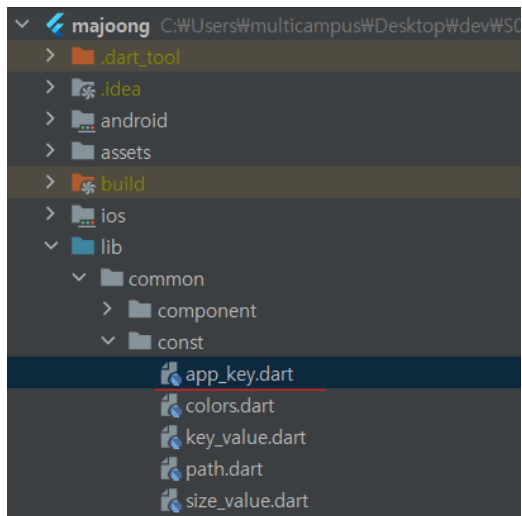 majoong C:₩Users₩multicampus₩Desktop₩dev₩S0
.dart_tool
.idea
android
assets
build
ios
lib
common
component
const
app_key.dart
colors.dart
key_value.dart
path.dart
size_value.dart